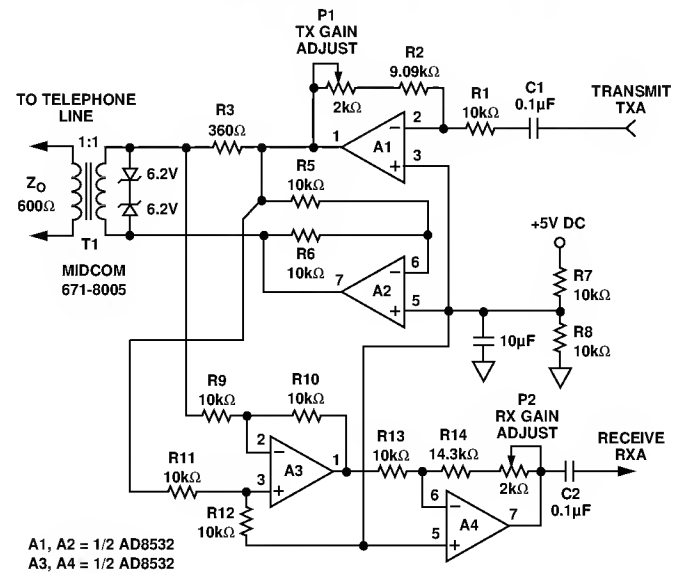 P1
TX GAIN
ADJUST
2kΩ
R2
9.09kΩ
R1
10kΩ
C1
0.1µF
TRANSMIT
TXA
TO TELEPHONE
LINE
1:1
ZO
600Ω
T1
MIDCOM
671-8005
6.2V
6.2V
R3
360Ω
1
A1
2
3
R5
10kΩ
R6
10kΩ
7
A2
6
5
+5V DC
R7
10kΩ
R8
10kΩ
10µF
R9
10kΩ
R10
10kΩ
R11
10kΩ
2
3
A3
1
R12
10kΩ
R13
10kΩ
R14
14.3kΩ
P2
RX GAIN
ADJUST
2kΩ
RECEIVE
RXA
C2
0.1µF
6
5
A4
7
A1, A2 = 1/2 AD8532
A3, A4 = 1/2 AD8532